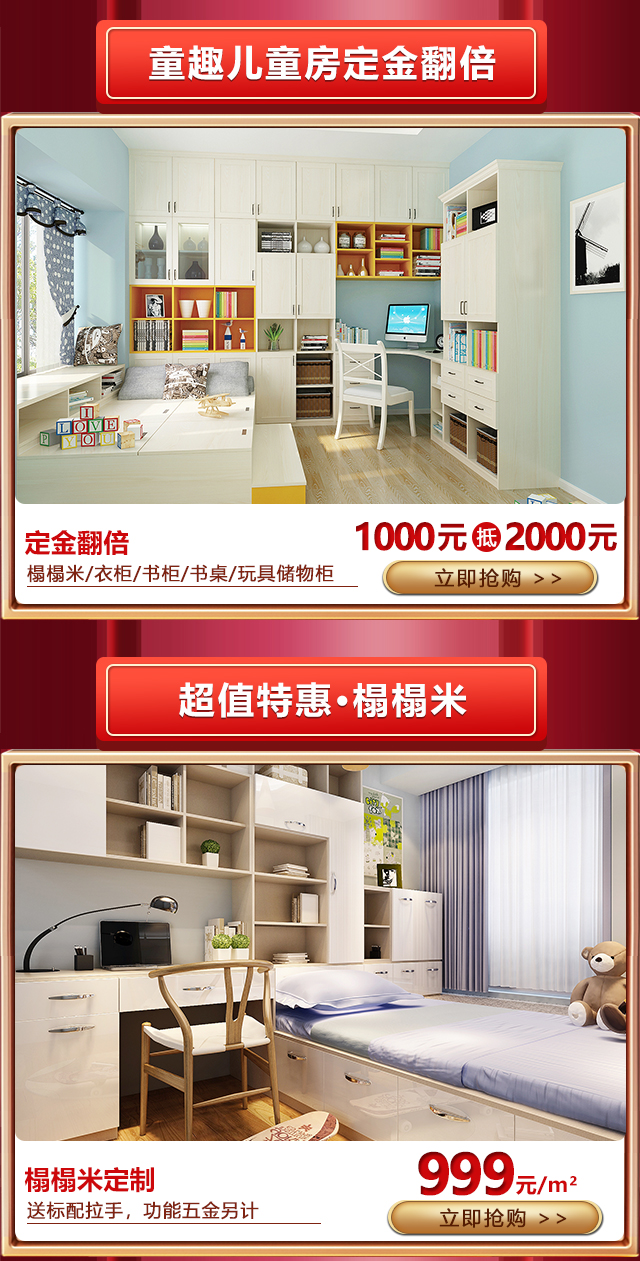 童趣儿童房定金翻倍
I
LOVE
YOU
定金翻倍
1000元 抵 2000元
榻榻米/衣柜/书柜/书桌/玩具储物柜
立即抢购 >>
超值特惠·榻榻米
榻榻米定制
999元/m²
送标配拉手，功能五金另计
立即抢购 >>